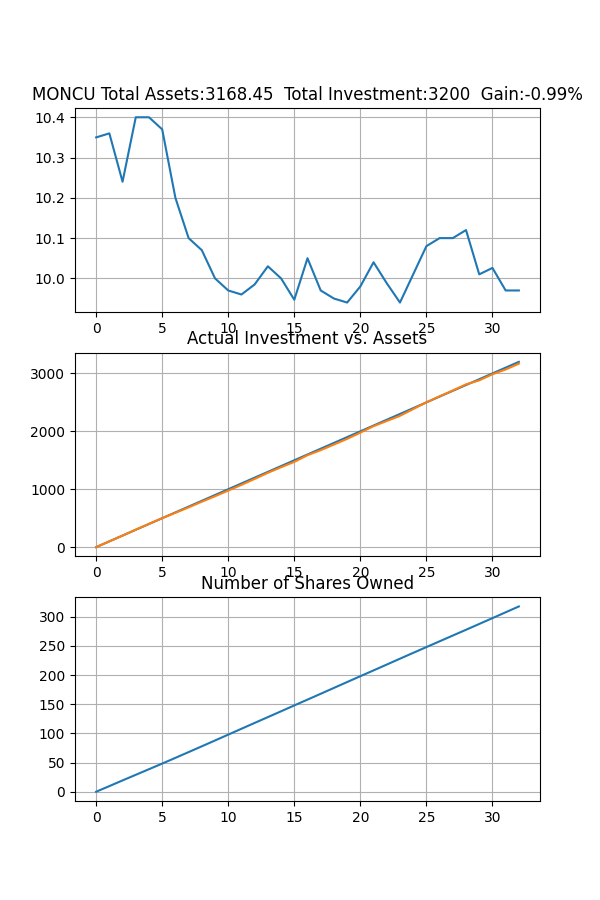 MONCU Total Assets:3168.45  Total Investment:3200  Gain:-0.99%
10.4
10.3
10.2
10.1
10.0
0 5 10 15 20 25 30
Actual Investment vs. Assets
3000
2000
1000
0
0 5 10 15 20 25 30
Number of Shares Owned
300
250
200
150
100
50
0
0 5 10 15 20 25 30